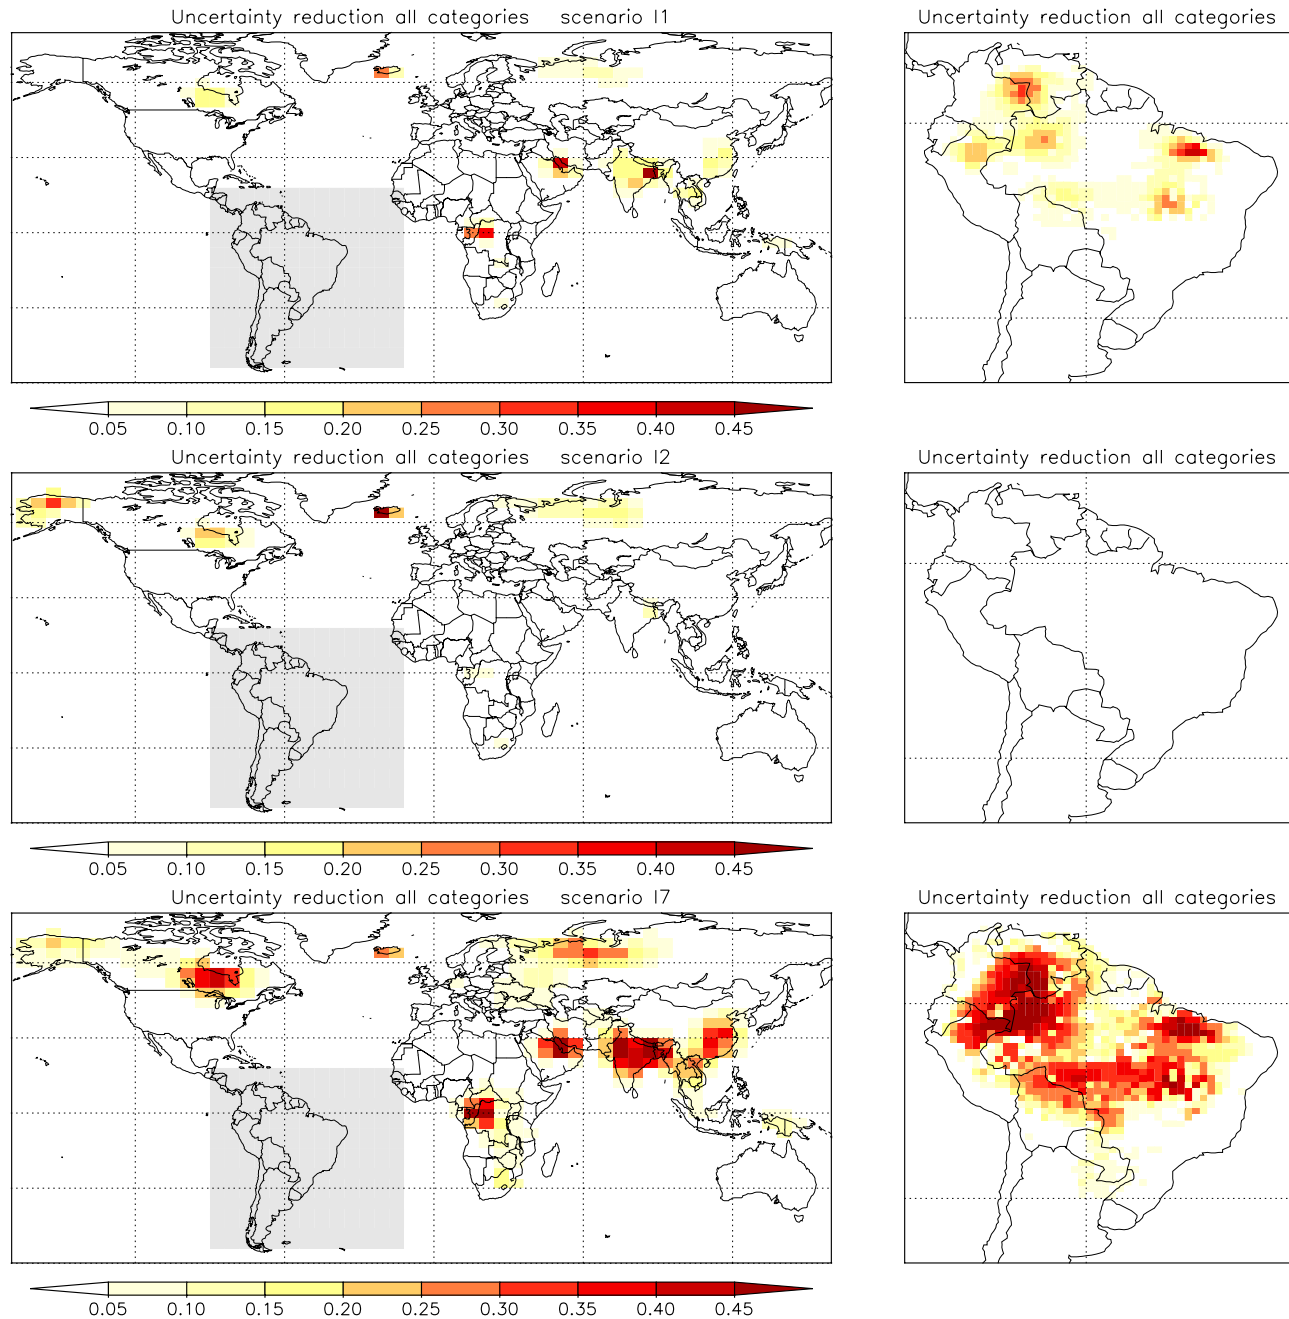 Uncertainty reduction all categories scenario I1
Uncertainty reduction all categories
0.05 0.10 0.15 0.20 0.25 0.30 0.35 0.40 0.45
Uncertainty reduction all categories scenario I2
Uncertainty reduction all categories
0.05 0.10 0.15 0.20 0.25 0.30 0.35 0.40 0.45
Uncertainty reduction all categories scenario I7
Uncertainty reduction all categories
0.05 0.10 0.15 0.20 0.25 0.30 0.35 0.40 0.45